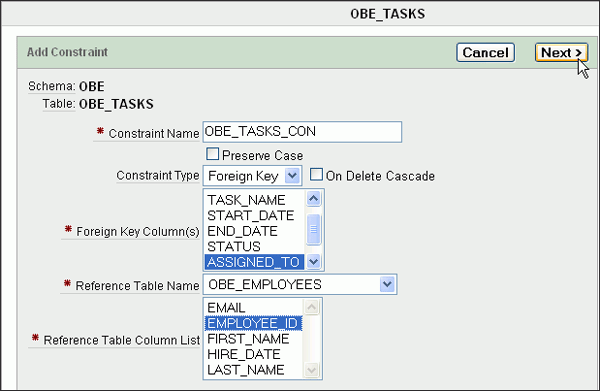 OBE_TASKS
Add Constraint
Cancel
Next >
Schema: OBE
Table: OBE_TASKS
* Constraint Name OBE_TASKS_CON
Preserve Case
Constraint Type Foreign Key On Delete Cascade
TASK_NAME
START_DATE
END_DATE
* Foreign Key Column(s)
STATUS
ASSIGNED_TO
* Reference Table Name OBE_EMPLOYEES
EMAIL
EMPLOYEE_ID
* Reference Table Column List
FIRST_NAME
HIRE_DATE
LAST_NAME